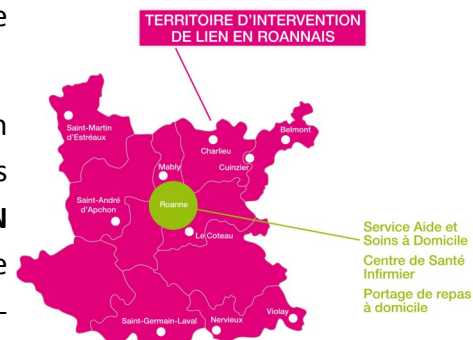 TERRITOIRE D'INTERVENTION
DE LIEN EN ROANNAIS
e
n
s
N
e
-
Saint-Martin
d'Estréaux
Charlieu
Belmont
Cuinzier
Mably
Saint-André
d'Apchon
Roanne
Le Coteau
Service Aide et
Soins à Domicile
Centre de Santé
Infirmier
Portage de repas
à domicile
Saint-Germain-Laval
Nervieux
Violay